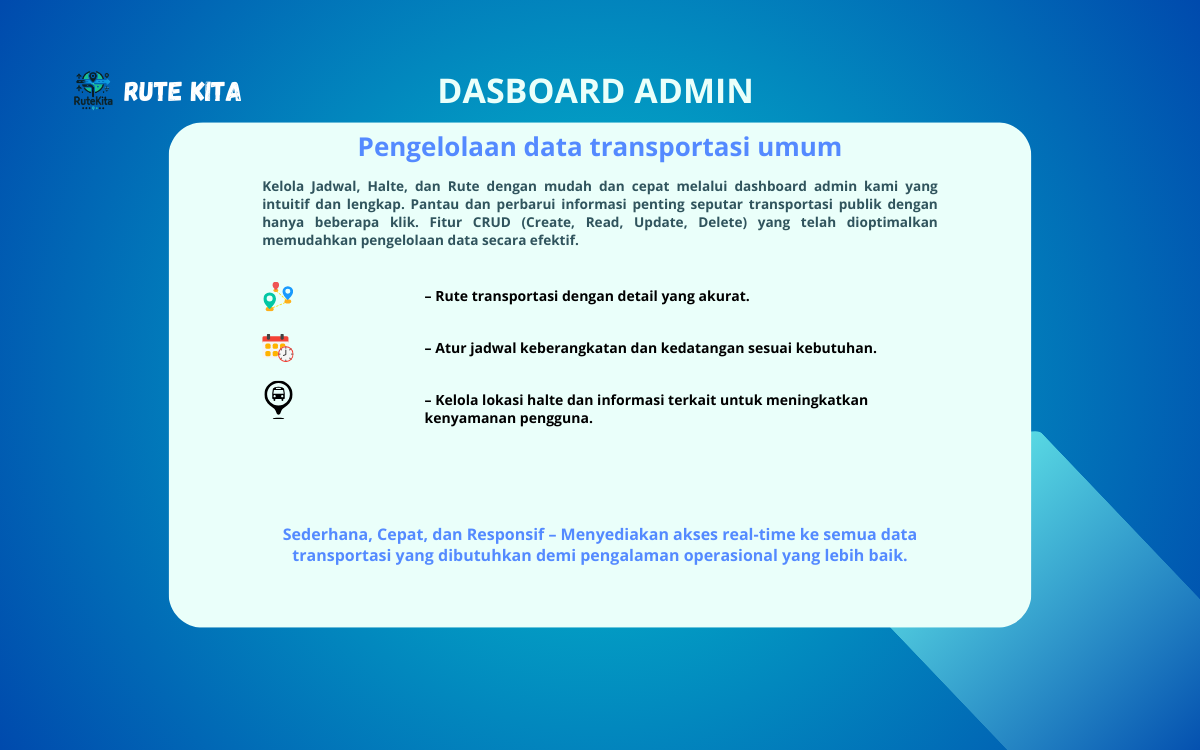 RuteKita
RUTE KITA
DASBOARD ADMIN
Pengelolaan data transportasi umum
Kelola Jadwal, Halte, dan Rute dengan mudah dan cepat melalui dashboard admin kami yang
intuitif dan lengkap. Pantau dan perbarui informasi penting seputar transportasi publik dengan
hanya beberapa klik. Fitur CRUD (Create, Read, Update, Delete) yang telah dioptimalkan
memudahkan pengelolaan data secara efektif.
– Rute transportasi dengan detail yang akurat.
– Atur jadwal keberangkatan dan kedatangan sesuai kebutuhan.
– Kelola lokasi halte dan informasi terkait untuk meningkatkan
kenyamanan pengguna.
Sederhana, Cepat, dan Responsif – Menyediakan akses real-time ke semua data
transportasi yang dibutuhkan demi pengalaman operasional yang lebih baik.